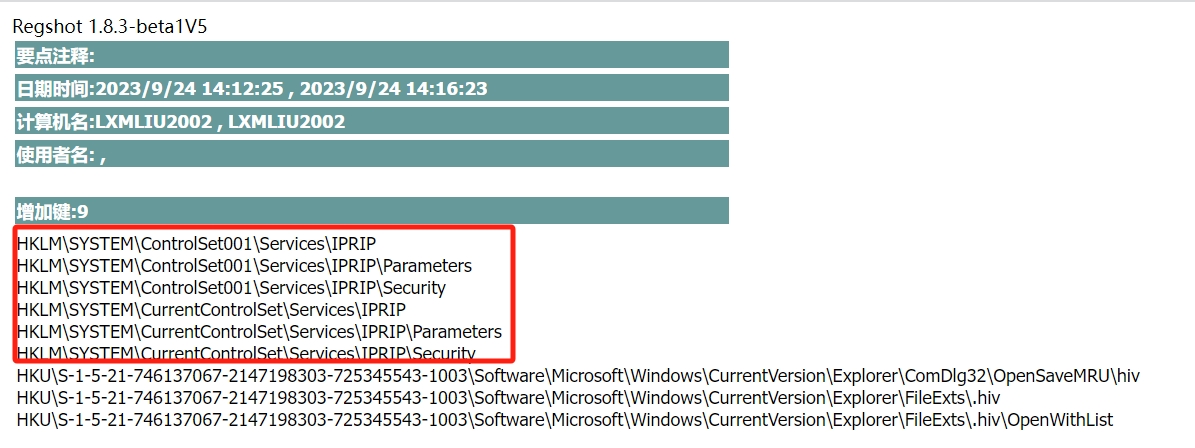 Regshot 1.8.3-beta1V5
要点注释:
日期时间:2023/9/24 14:12:25 , 2023/9/24 14:16:23
计算机名:LXMLIU2002 , LXMLIU2002
使用者名: ,
增加键:9
HKLM\SYSTEM\ControlSet001\Services\IPRIP
HKLM\SYSTEM\ControlSet001\Services\IPRIP\Parameters
HKLM\SYSTEM\ControlSet001\Services\IPRIP\Security
HKLM\SYSTEM\CurrentControlSet\Services\IPRIP
HKLM\SYSTEM\CurrentControlSet\Services\IPRIP\Parameters
HKLM\SYSTEM\CurrentControlSet\Services\IPRIP\Security
HKU\S-1-5-21-746137067-2147198303-725345543-1003\Software\Microsoft\Windows\CurrentVersion\Explorer\ComDlg32\OpenSaveMRU\hiv
HKU\S-1-5-21-746137067-2147198303-725345543-1003\Software\Microsoft\Windows\CurrentVersion\Explorer\FileExts\.hiv
HKU\S-1-5-21-746137067-2147198303-725345543-1003\Software\Microsoft\Windows\CurrentVersion\Explorer\FileExts\.hiv\OpenWithList